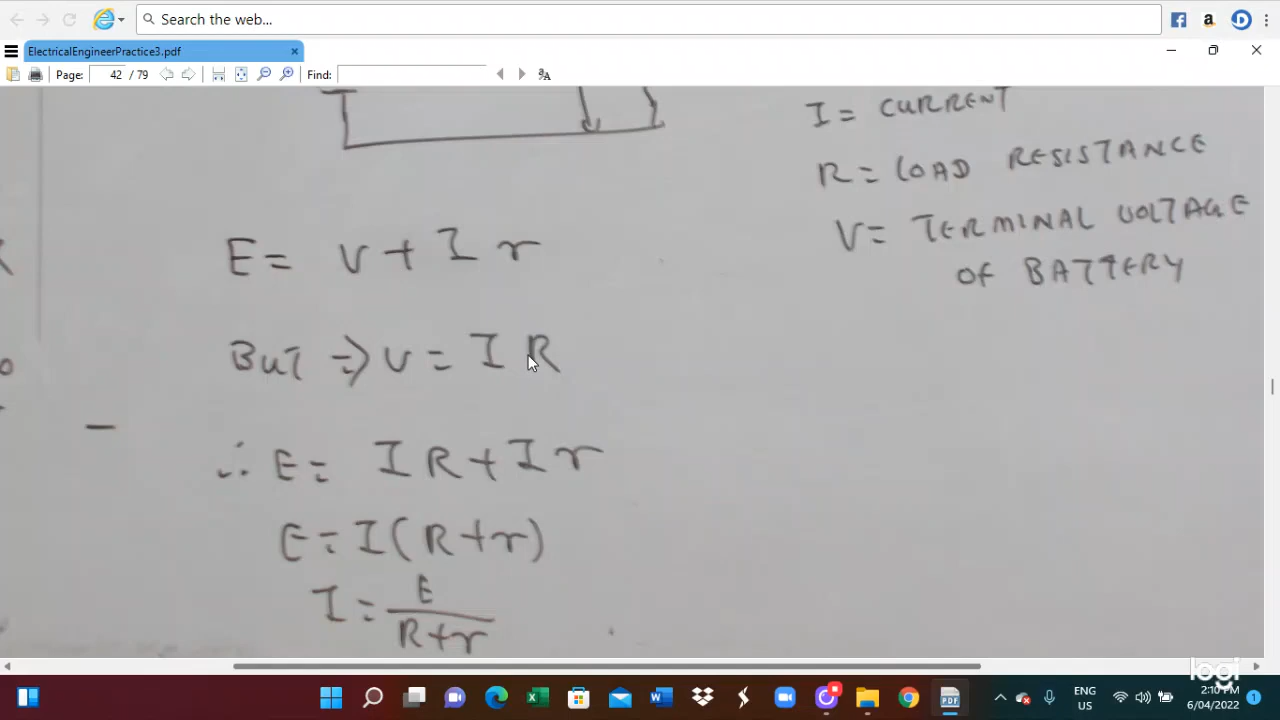 Search the web...
ElectricalEngineerPractice3.pdf
Page: 42 / 79 Find:
I = CURRENT
R = LOAD RESISTANCE
V = TERMINAL VOLTAGE
OF BATTERY
E = V + I r
BUT ⇒ V = I R
∴ E = I R + I r
E = I ( R + r )
I = E / R + r
logi
ENG
US
2:10 PM
6/04/2022